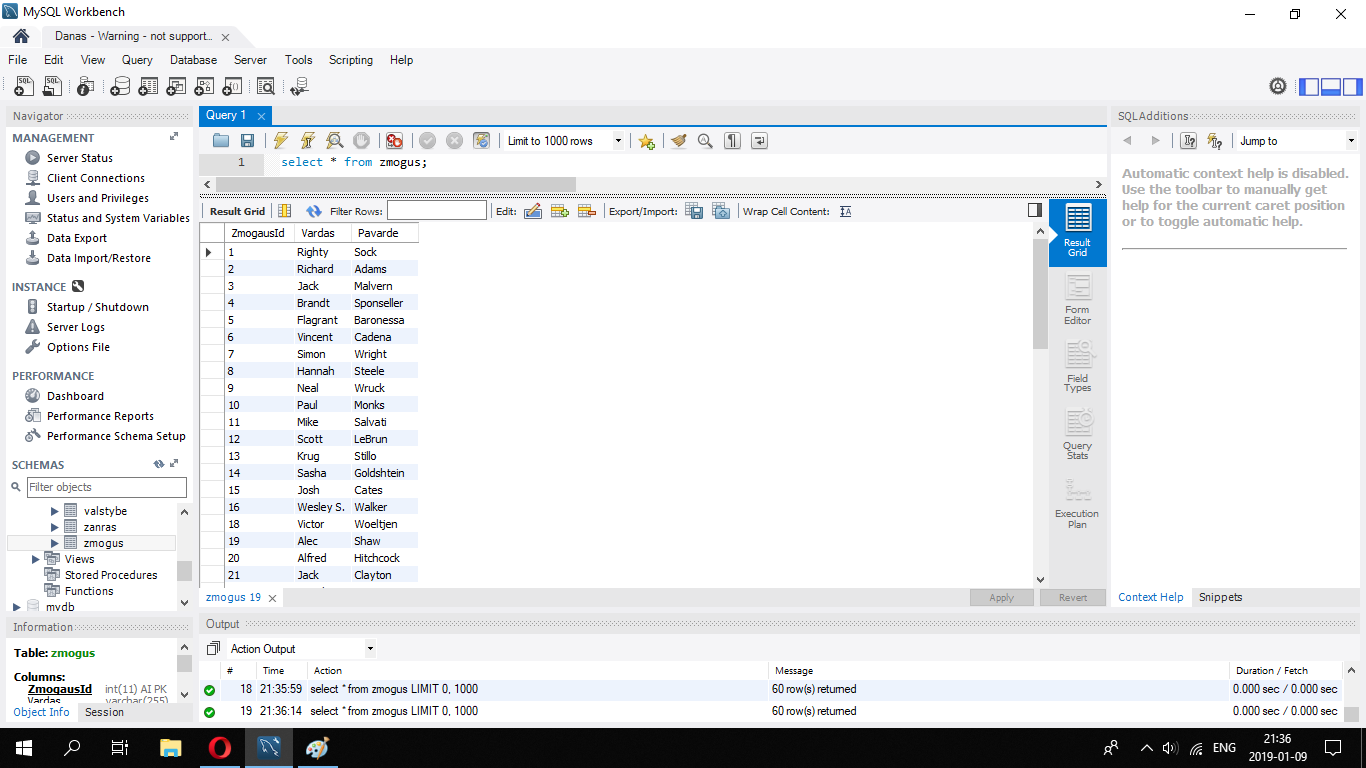 MySQL Workbench
Danas - Warning - not support...
File Edit View Query Database Server Tools Scripting Help
Navigator
MANAGEMENT
Server Status
Client Connections
Users and Privileges
Status and System Variables
Data Export
Data Import/Restore
INSTANCE
Startup / Shutdown
Server Logs
Options File
PERFORMANCE
Dashboard
Performance Reports
Performance Schema Setup
SCHEMAS
Filter objects
valstybe
zanras
zmogus
Views
Stored Procedures
Functions
mydb
Information
Table: zmogus
Columns:
ZmogausId int(11) AI PK
Vardas varchar(255)
Object Info Session
Query 1
Limit to 1000 rows
1 select * from zmogus;
Result Grid Filter Rows: Edit: Export/Import: Wrap Cell Content:
ZmogausId Vardas Pavarde
1 Righty Sock
2 Richard Adams
3 Jack Malvern
4 Brandt Sponseller
5 Flagrant Baronessa
6 Vincent Cadena
7 Simon Wright
8 Hannah Steele
9 Neal Wruck
10 Paul Monks
11 Mike Salvati
12 Scott LeBrun
13 Krug Stillo
14 Sasha Goldshtein
15 Josh Cates
16 Wesley S. Walker
18 Victor Woeltjen
19 Alec Shaw
20 Alfred Hitchcock
21 Jack Clayton
Result
Grid
Form
Editor
Field
Types
Query
Stats
Execution
Plan
zmogus 19
Apply Revert
SQLAdditions
Jump to
Automatic context help is disabled.
Use the toolbar to manually get
help for the current caret position
or to toggle automatic help.
Context Help Snippets
Output
Action Output
# Time Action Message Duration / Fetch
18 21:35:59 select * from zmogus LIMIT 0, 1000 60 row(s) returned 0.000 sec / 0.000 sec
19 21:36:14 select * from zmogus LIMIT 0, 1000 60 row(s) returned 0.000 sec / 0.000 sec
ENG
21:36
2019-01-09